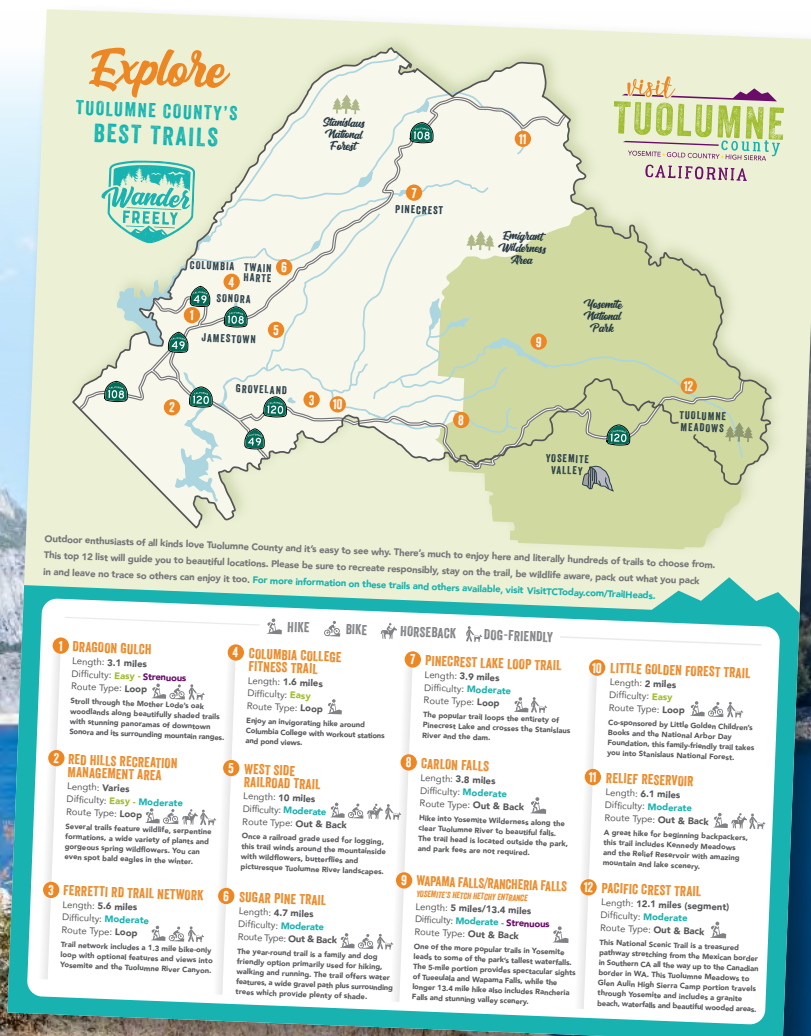 Explore
TUOLUMNE COUNTY'S
BEST TRAILS
Wander
FREELY
visit
TUOLUMNE
county
YOSEMITE GOLD COUNTRY HIGH SIERRA
CALIFORNIA
Stanislaus
National
Forest
108
11
7
PINECREST
Emigrant
Wilderness
Area
COLUMBIA
TWAIN
HARTE
6
4
49
SONORA
1
108
5
JAMESTOWN
49
Yosemite
National
Park
9
12
108
GROVELAND
2
120
120
3
10
8
49
TUOLUMNE
MEADOWS
120
YOSEMITE
VALLEY
Outdoor enthusiasts of all kinds love Tuolumne County and it's easy to see why. There's much to enjoy here and literally hundreds of trails to choose from.
This top 12 list will guide you to beautiful locations. Please be sure to recreate responsibly, stay on the trail, be wildlife aware, pack out what you pack
in and leave no trace so others can enjoy it too. For more information on these trails and others available, visit VisitTCToday.com/TrailHeads.
HIKE BIKE HORSEBACK DOG-FRIENDLY
1 DRAGOON GULCH
Length: 3.1 miles
Difficulty: Easy - Strenuous
Route Type: Loop
Stroll through the Mother Lode's oak
woodlands along beautifully shaded trails
with stunning panoramas of downtown
Sonora and its surrounding mountain ranges.
2 RED HILLS RECREATION
MANAGEMENT AREA
Length: Varies
Difficulty: Easy - Moderate
Route Type: Loop
Several trails feature wildlife, serpentine
formations, a wide variety of plants and
gorgeous spring wildflowers. You can
even spot bald eagles in the winter.
3 FERRETTI RD TRAIL NETWORK
Length: 5.6 miles
Difficulty: Moderate
Route Type: Loop
Trail network includes a 1.3 mile bike-only
loop with optional features and views into
Yosemite and the Tuolumne River Canyon.
4 COLUMBIA COLLEGE
FITNESS TRAIL
Length: 1.6 miles
Difficulty: Easy
Route Type: Loop
Enjoy an invigorating hike around
Columbia College with workout stations
and pond views.
5 WEST SIDE
RAILROAD TRAIL
Length: 10 miles
Difficulty: Moderate
Route Type: Out & Back
Once a railroad grade used for logging,
this trail winds around the mountainside
with wildflowers, butterflies and
picturesque Tuolumne River landscapes.
6 SUGAR PINE TRAIL
Length: 4.7 miles
Difficulty: Moderate
Route Type: Out & Back
The year-round trail is a family and dog
friendly option primarily used for hiking,
walking and running. The trail offers water
features, a wide gravel path plus surrounding
trees which provide plenty of shade.
7 PINECREST LAKE LOOP TRAIL
Length: 3.9 miles
Difficulty: Moderate
Route Type: Loop
The popular trail loops the entirety of
Pinecrest Lake and crosses the Stanislaus
River and the dam.
8 CARLON FALLS
Length: 3.8 miles
Difficulty: Moderate
Route Type: Out & Back
Hike into Yosemite Wilderness along the
clear Tuolumne River to beautiful falls.
The trail head is located outside the park,
and park fees are not required.
9 WAPAMA FALLS/RANCHERIA FALLS
YOSEMITE'S HETCH HETCHY ENTRANCE
Length: 5 miles/13.4 miles
Difficulty: Moderate - Strenuous
Route Type: Out & Back
One of the more popular trails in Yosemite
leads to some of the park's tallest waterfalls.
The 5-mile portion provides spectacular sights
of Tueeulala and Wapama Falls, while the
longer 13.4 mile hike also includes Rancheria
Falls and stunning valley scenery.
10 LITTLE GOLDEN FOREST TRAIL
Length: 2 miles
Difficulty: Easy
Route Type: Loop
Co-sponsored by Little Golden Children's
Books and the National Arbor Day
Foundation, this family-friendly trail takes
you into Stanislaus National Forest.
11 RELIEF RESERVOIR
Length: 6.1 miles
Difficulty: Moderate
Route Type: Out & Back
A great hike for beginning backpackers,
this trail includes Kennedy Meadows
and the Relief Reservoir with amazing
mountain and lake scenery.
12 PACIFIC CREST TRAIL
Length: 12.1 miles (segment)
Difficulty: Moderate
Route Type: Out & Back
This National Scenic Trail is a treasured
pathway stretching from the Mexican border
in Southern CA all the way up to the Canadian
border in WA. This Tuolumne Meadows to
Glen Aulin High Sierra Camp portion travels
through Yosemite and includes a granite
beach, waterfalls and beautiful wooded areas.